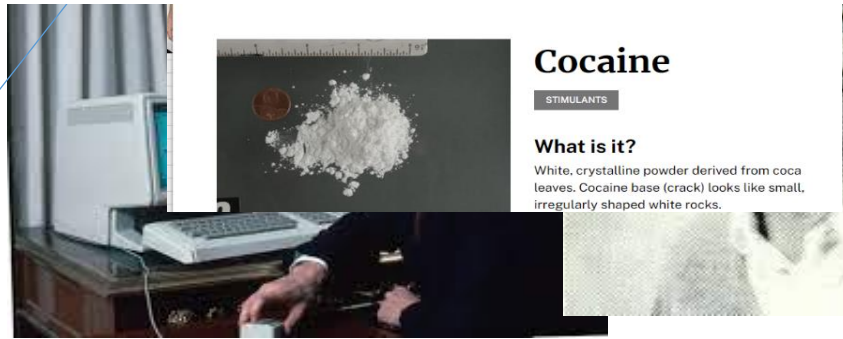 Cocaine
STIMULANTS
What is it?
White, crystalline powder derived from coca
leaves. Cocaine base (crack) looks like small,
irregularly shaped white rocks.